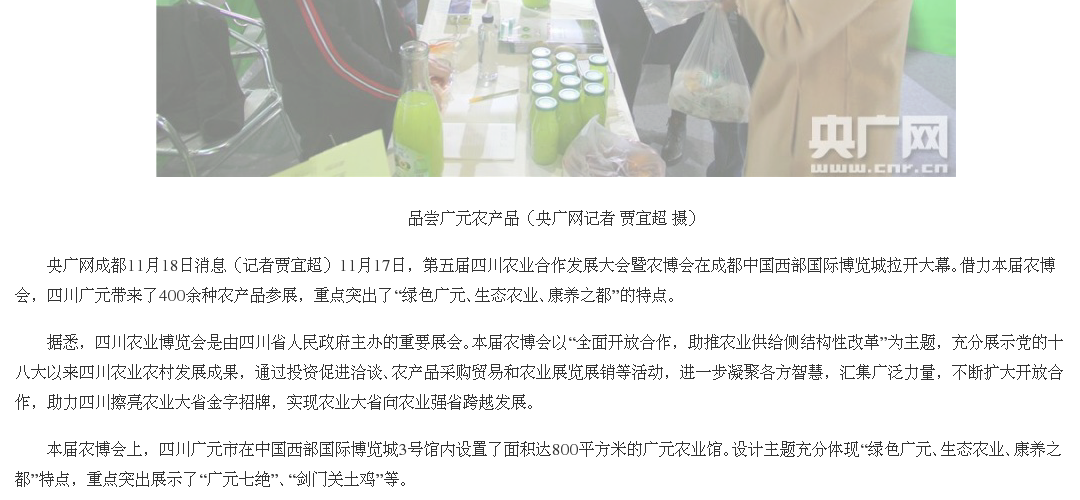 央广网
www.cnr.cn
品尝广元农产品（央广网记者 贾宜超 摄）
央广网成都11月18日消息（记者贾宜超）11月17日，第五届四川农业合作发展大会暨农博会在成都中国西部国际博览城拉开大幕。借力本届农博
会，四川广元带来了400余种农产品参展，重点突出了“绿色广元、生态农业、康养之都”的特点。
据悉，四川农业博览会是由四川省人民政府主办的重要展会。本届农博会以“全面开放合作，助推农业供给侧结构性改革”为主题，充分展示党的十
八大以来四川农业农村发展成果，通过投资促进洽谈、农产品采购贸易和农业展览展销等活动，进一步凝聚各方智慧，汇集广泛力量，不断扩大开放合
作，助力四川擦亮农业大省金字招牌，实现农业大省向农业强省跨越发展。
本届农博会上，四川广元市在中国西部国际博览城3号馆内设置了面积达800平方米的广元农业馆。设计主题充分体现“绿色广元、生态农业、康养之
都”特点，重点突出展示了“广元七绝”、“剑门关土鸡”等。